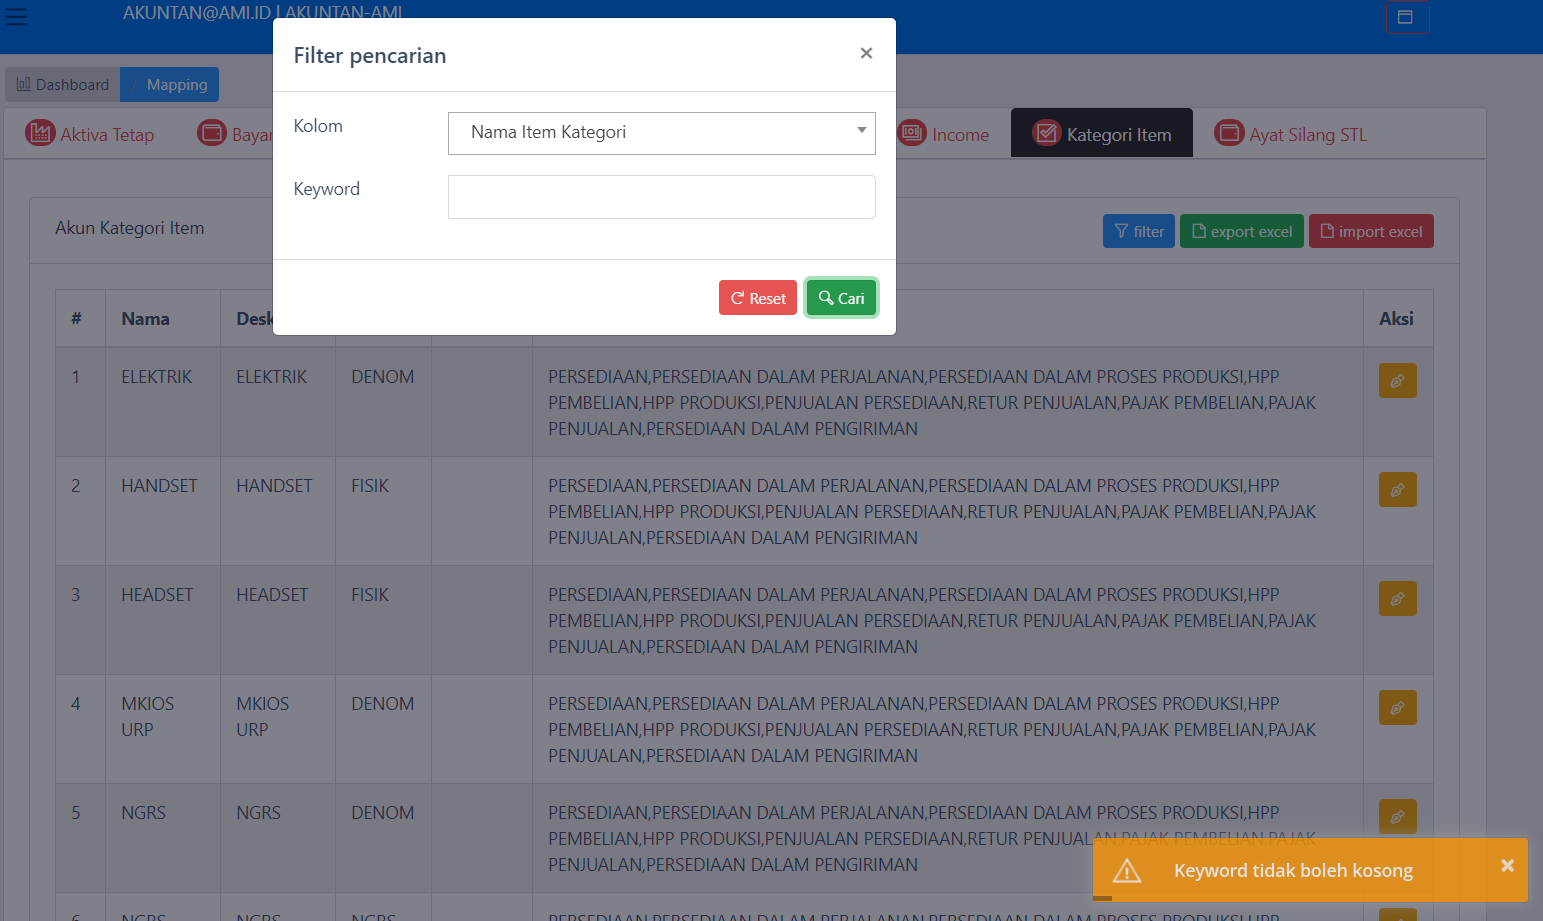 AKUNTAN@AMI.ID | AKUNTAN-AMI
Filter pencarian
×
Kolom
Nama Item Kategori
Keyword
Reset
Cari
Dashboard
/ Mapping
Aktiva Tetap
Income
Kategori Item
Ayat Silang STL
Akun Kategori Item
filter
export excel
import excel
# Nama Aksi
1 ELEKTRIK ELEKTRIK DENOM PERSEDIAAN,PERSEDIAAN DALAM PERJALANAN,PERSEDIAAN DALAM PROSES PRODUKSI,HPP
PEMBELIAN,HPP PRODUKSI,PENJUALAN PERSEDIAAN,RETUR PENJUALAN,PAJAK PEMBELIAN,PAJAK
PENJUALAN,PERSEDIAAN DALAM PENGIRIMAN
2 HANDSET HANDSET FISIK PERSEDIAAN,PERSEDIAAN DALAM PERJALANAN,PERSEDIAAN DALAM PROSES PRODUKSI,HPP
PEMBELIAN,HPP PRODUKSI,PENJUALAN PERSEDIAAN,RETUR PENJUALAN,PAJAK PEMBELIAN,PAJAK
PENJUALAN,PERSEDIAAN DALAM PENGIRIMAN
3 HEADSET HEADSET FISIK PERSEDIAAN,PERSEDIAAN DALAM PERJALANAN,PERSEDIAAN DALAM PROSES PRODUKSI,HPP
PEMBELIAN,HPP PRODUKSI,PENJUALAN PERSEDIAAN,RETUR PENJUALAN,PAJAK PEMBELIAN,PAJAK
PENJUALAN,PERSEDIAAN DALAM PENGIRIMAN
4 MKIOS MKIOS DENOM PERSEDIAAN,PERSEDIAAN DALAM PERJALANAN,PERSEDIAAN DALAM PROSES PRODUKSI,HPP
URP URP PEMBELIAN,HPP PRODUKSI,PENJUALAN PERSEDIAAN,RETUR PENJUALAN,PAJAK PEMBELIAN,PAJAK
PENJUALAN,PERSEDIAAN DALAM PENGIRIMAN
5 NGRS NGRS DENOM PERSEDIAAN,PERSEDIAAN DALAM PERJALANAN,PERSEDIAAN DALAM PROSES PRODUKSI,HPP
PEMBELIAN,HPP PRODUKSI,PENJUALAN PERSEDIAAN,RETUR PENJUALAN,PAJAK PEMBELIAN,PAJAK
PENJUALAN,PERSEDIAAN DALAM PENGIRIMAN
6 NGRS NGRS NGRS PERSEDIAAN,PERSEDIAAN DALAM PERJALANAN,PERSEDIAAN DALAM PROSES PRODUKSI,HPP
Keyword tidak boleh kosong
×